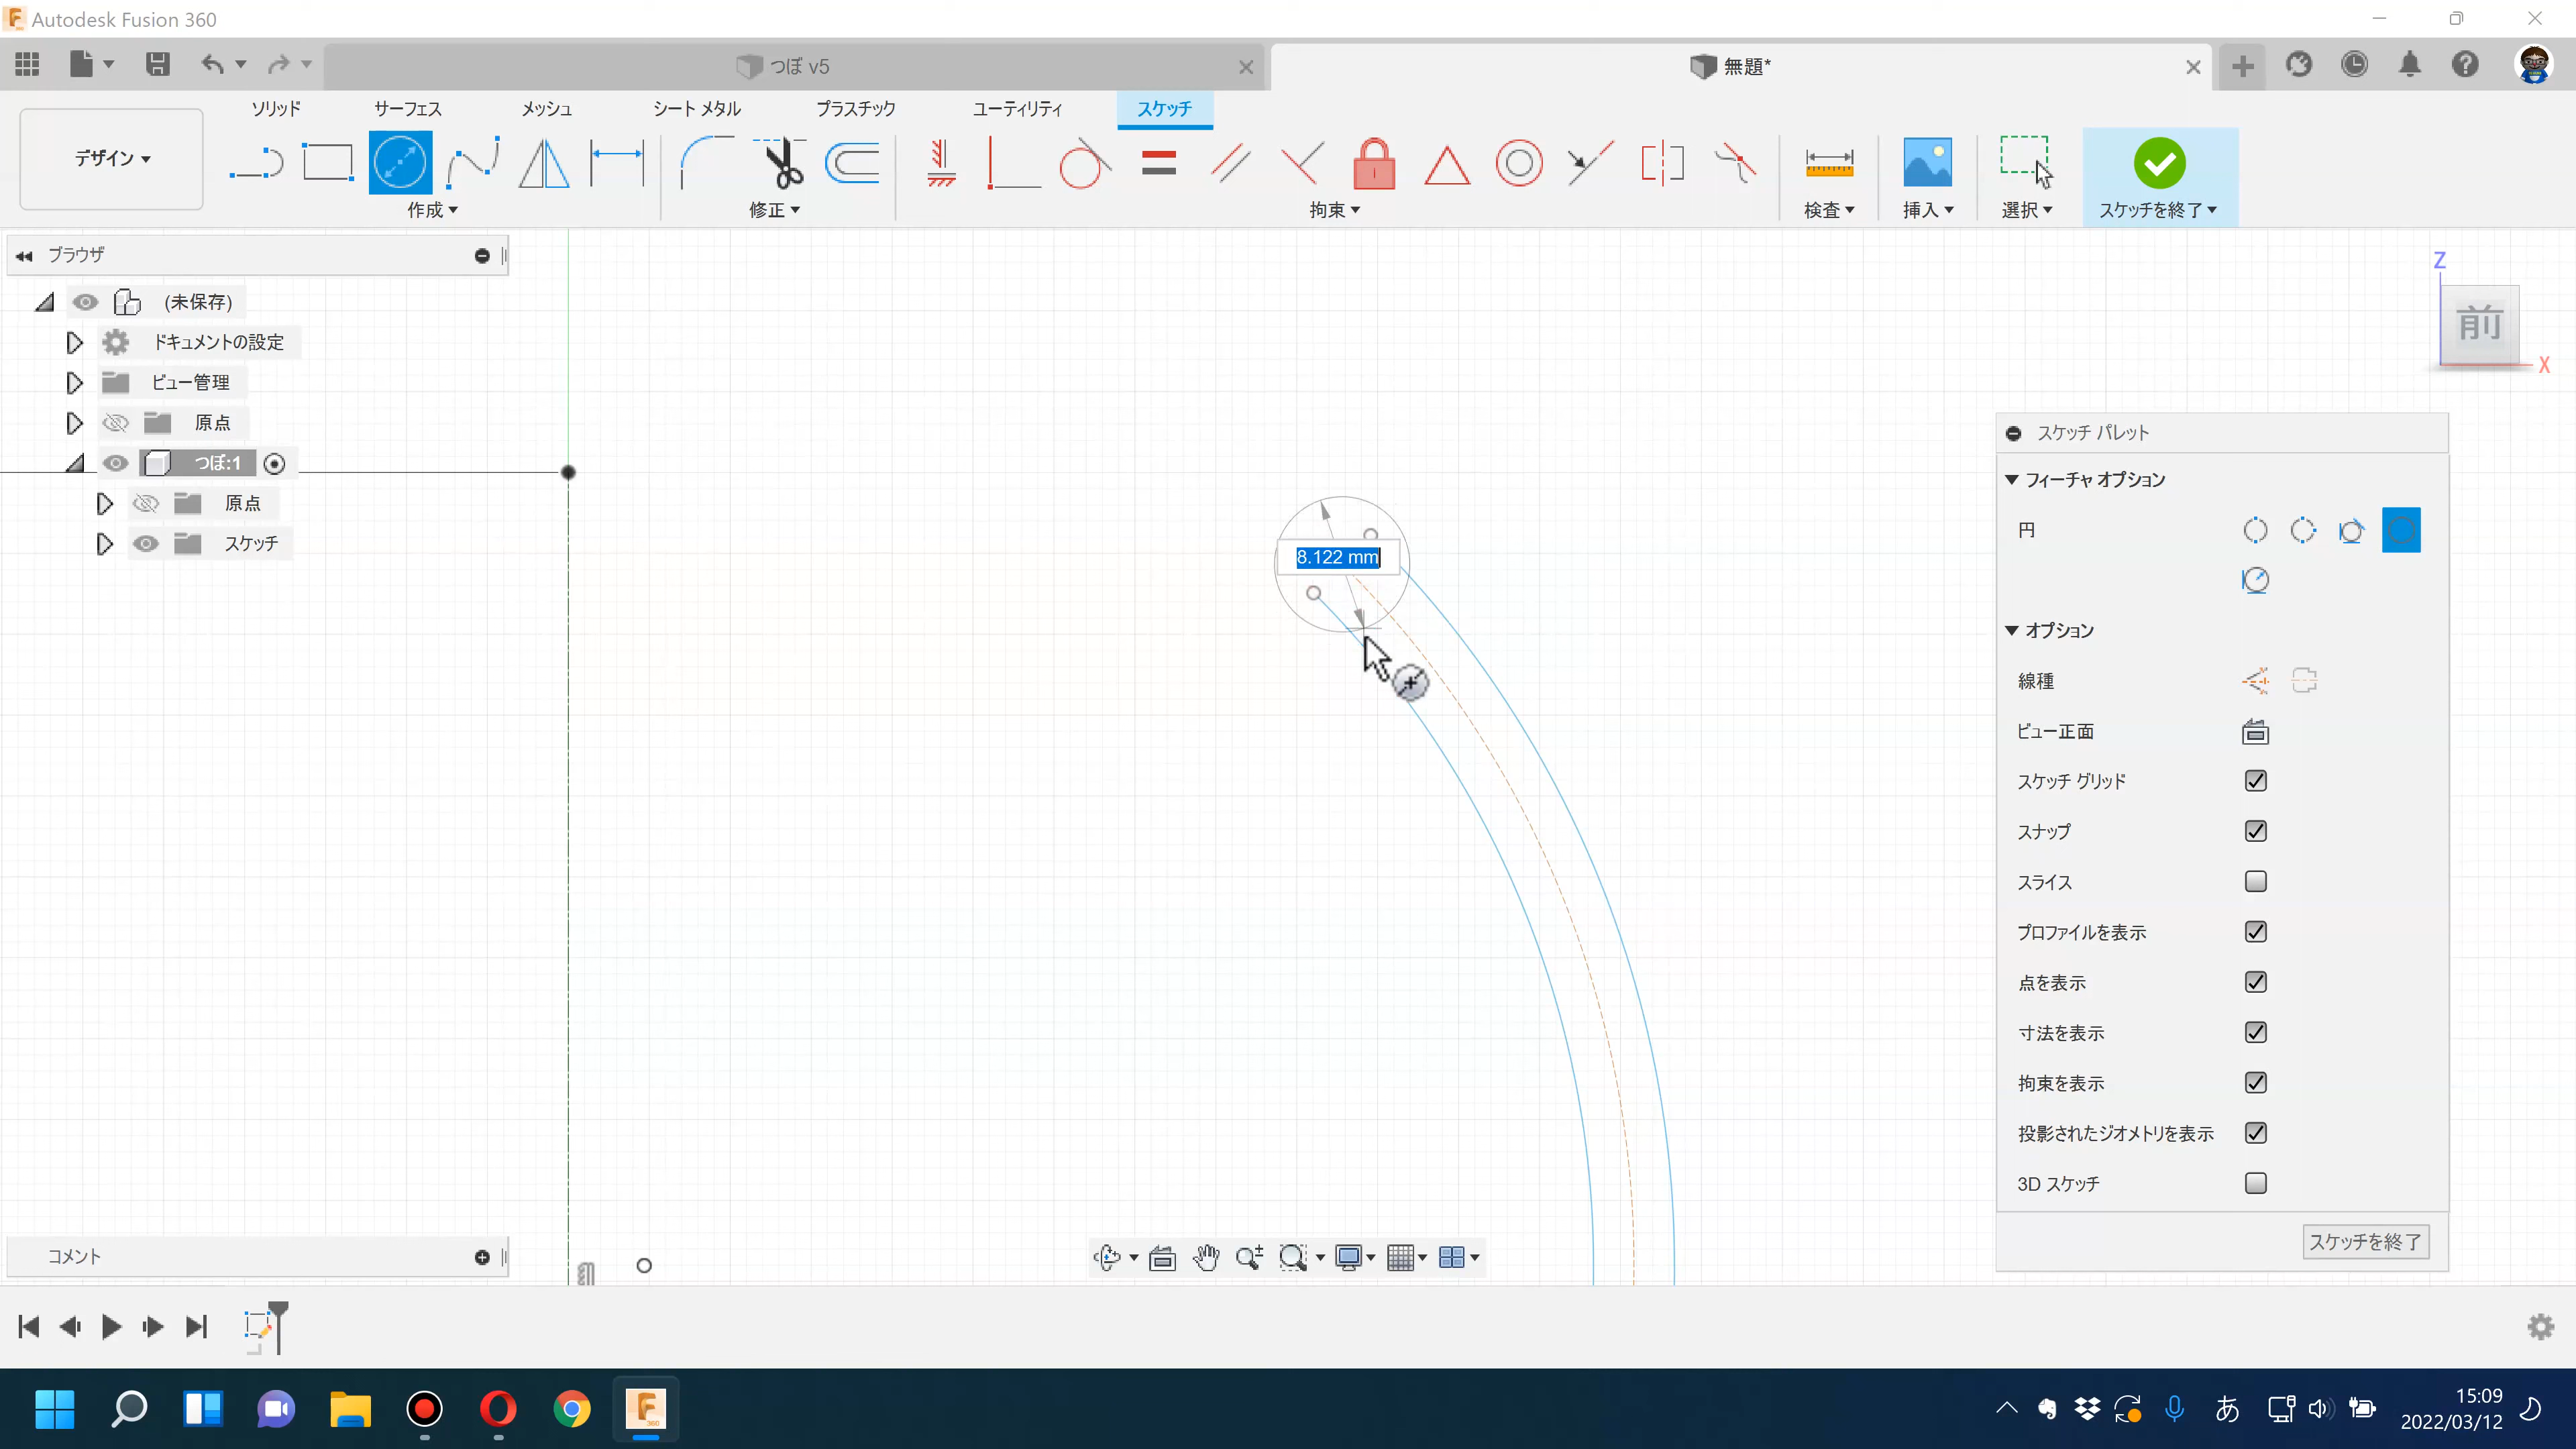 Autodesk Fusion 360
つぼ v5
無題*
ソリッド
サーフェス
メッシュ
シート メタル
プラスチック
ユーティリティ
スケッチ
デザイン
作成
修正
拘束
検査
挿入
選択
スケッチを終了
ブラウザ
(未保存)
ドキュメントの設定
ビュー管理
原点
つぼ:1
原点
スケッチ
Z
前
X
8.122 mm
スケッチ パレット
フィーチャ オプション
円
オプション
線種
ビュー正面
スケッチ グリッド
スナップ
スライス
プロファイルを表示
点を表示
寸法を表示
拘束を表示
投影されたジオメトリを表示
3D スケッチ
スケッチを終了
コメント
360
あ
15:09
2022/03/12